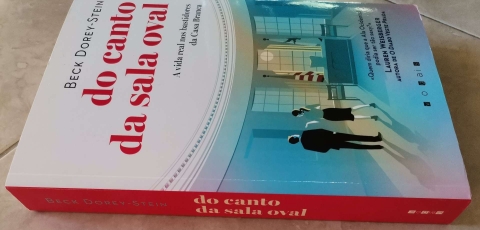 BECK DOREY-STEIN
do canto
da sala oval
A vida real nos bastidores
da Casa Branca
LAUREN WEISBERGER
BECK DOREY-STEIN
do canto
da sala oval